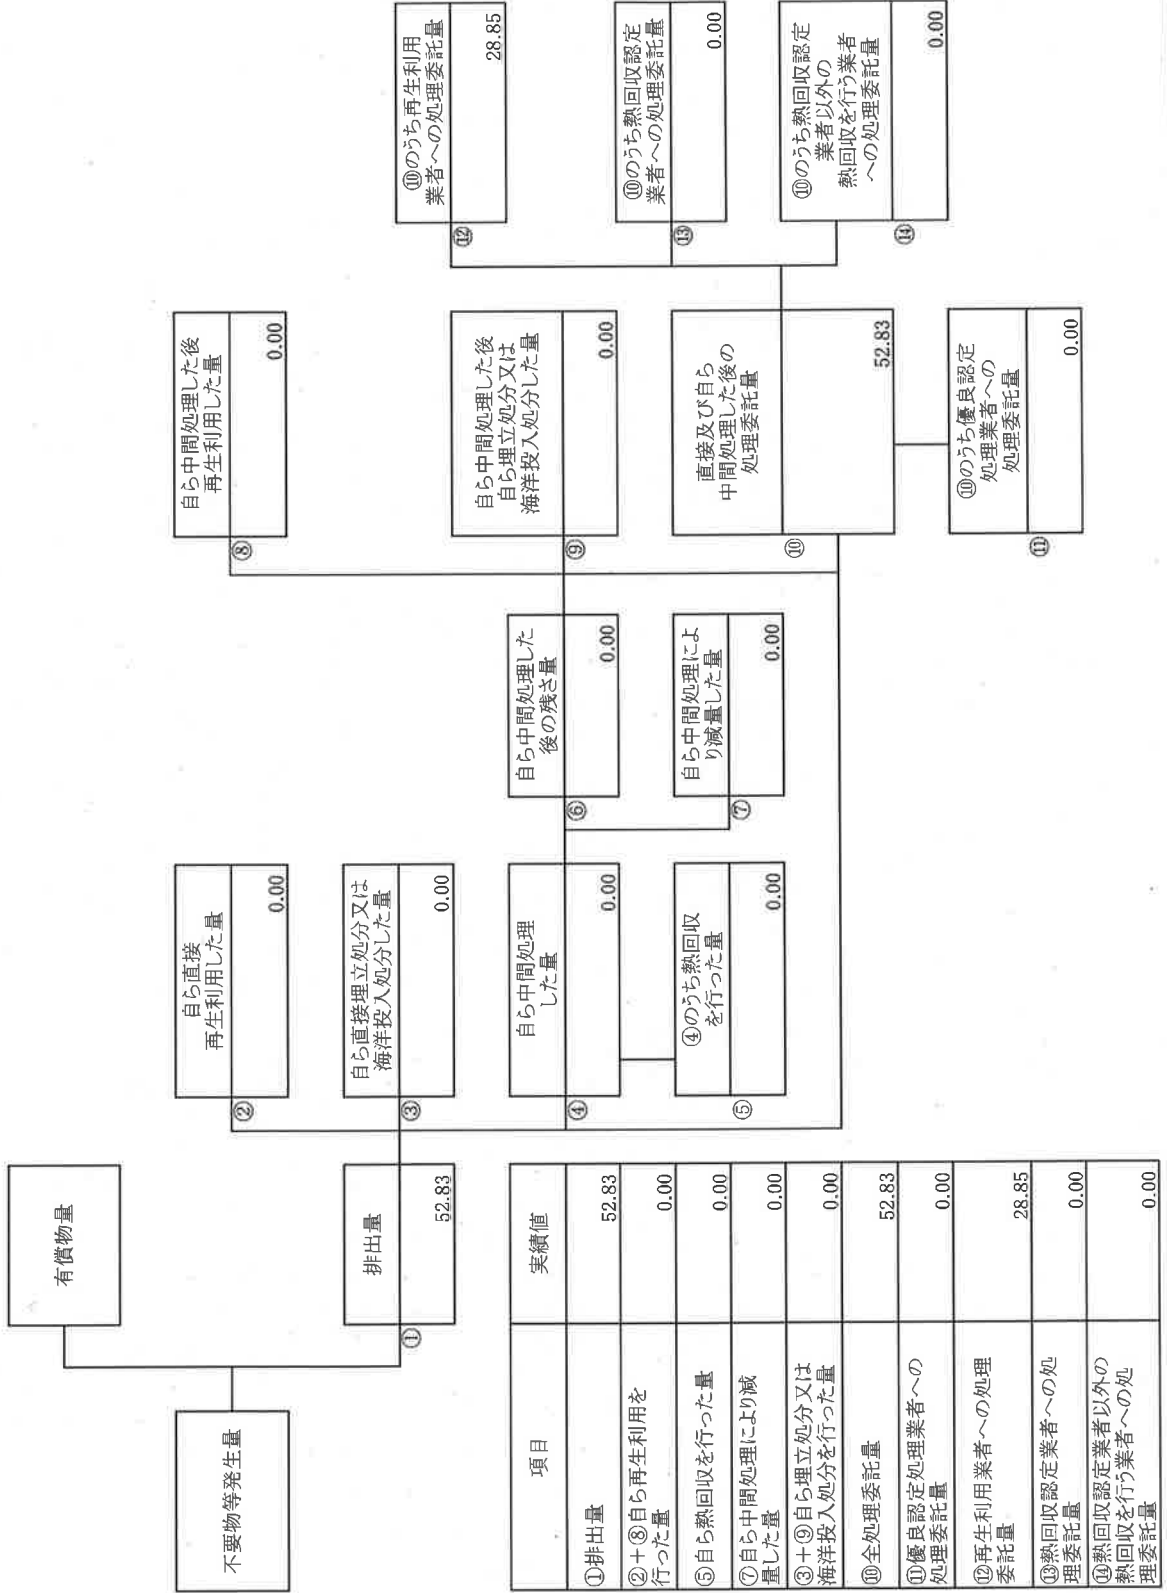 有償物量
不要物等発生量
排出量
①
52.83
自ら直接
再生利用した量
②
0.00
自ら直接埋立処分又は
海洋投入処分した量
③
0.00
自ら中間処理
した量
④
0.00
④のうち熱回収
を行った量
⑤
0.00
自ら中間処理した
後の残さ量
⑥
0.00
自ら中間処理によ
り減量した量
⑦
0.00
自ら中間処理した後
再生利用した量
⑧
0.00
自ら中間処理した後
自ら埋立処分又は
海洋投入処分した量
⑨
0.00
直接及び自ら
中間処理した後の
処理委託量
⑩
52.83
⑩のうち優良認定
処理業者への
処理委託量
⑪
0.00
⑩のうち再生利用
業者への処理委託量
⑫
28.85
⑩のうち熱回収認定
業者への処理委託量
⑬
0.00
⑩のうち熱回収認定
業者以外の
熱回収を行う業者
への処理委託量
⑭
0.00
項目 実績値
①排出量 52.83
②+⑧自ら再生利用を
行った量 0.00
⑤自ら熱回収を行った量 0.00
⑦自ら中間処理により減
量した量 0.00
③+⑨自ら埋立処分又は
海洋投入処分を行った量 0.00
⑩全処理委託量 52.83
⑪優良認定処理業者への
処理委託量 0.00
⑫再生利用業者への処理
委託量 28.85
⑬熱回収認定業者への処
理委託量 0.00
⑭熱回収認定業者以外の
熱回収を行う業者への処
理委託量 0.00